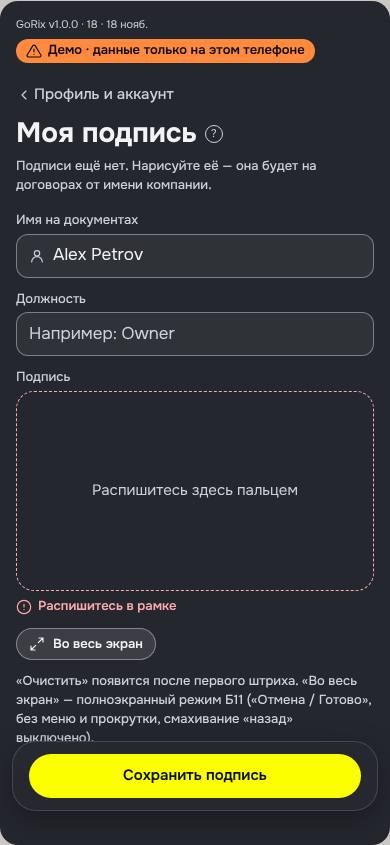 GoRix v1.0.0 · 18 · 18 нояб.
Демо · данные только на этом телефоне
Профиль и аккаунт
Моя подпись ?
Подписи ещё нет. Нарисуйте её — она будет на
договорах от имени компании.
Имя на документах
Alex Petrov
Должность
Например: Owner
Подпись
Распишитесь здесь пальцем
Распишитесь в рамке
Во весь экран
«Очистить» появится после первого штриха. «Во весь
экран» — полноэкранный режим Б11 («Отмена / Готово»,
без меню и прокрутки, смахивание «назад»
выключено).
Сохранить подпись